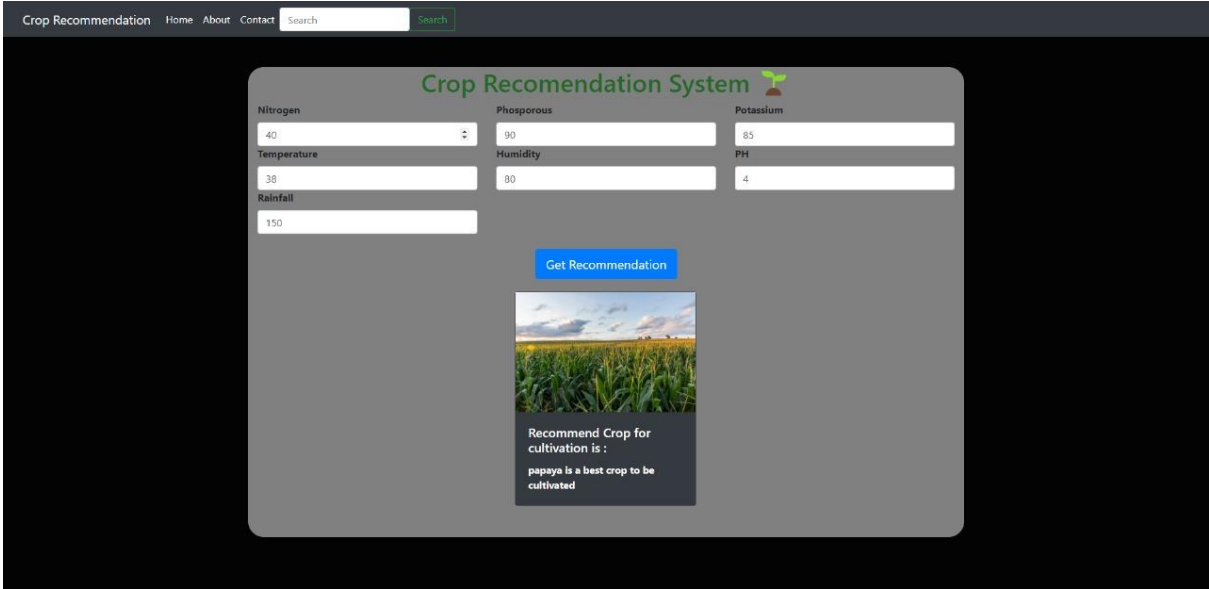 Crop Recommendation Home About Contact Search Search
Crop Recomendation System
Nitrogen Phosporous Potassium
40 90 85
Temperature Humidity PH
38 80 4
Rainfall
150
Get Recommendation
Recommend Crop for
cultivation is :
papaya is a best crop to be
cultivated